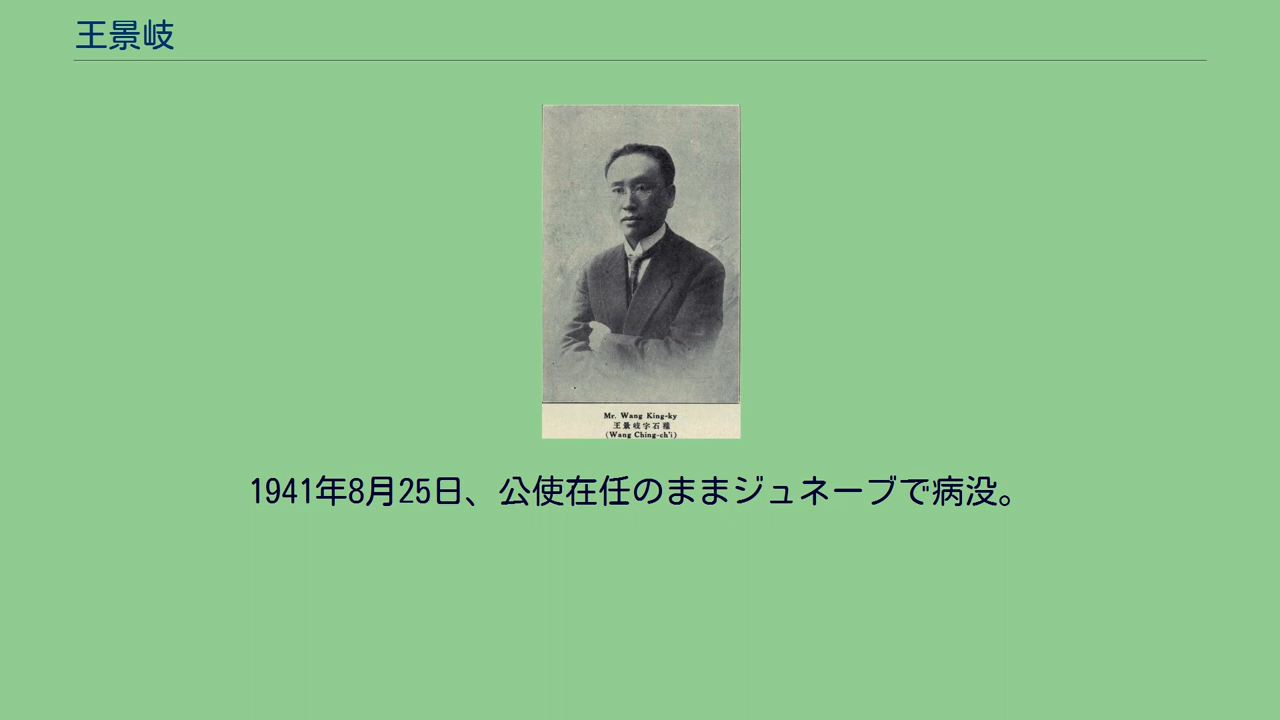 王景岐
Mr. Wang King-ky
王景岐字石蓀
(Wang Ching-ch'i)
1941年8月25日、公使在任のままジュネーブで病没。